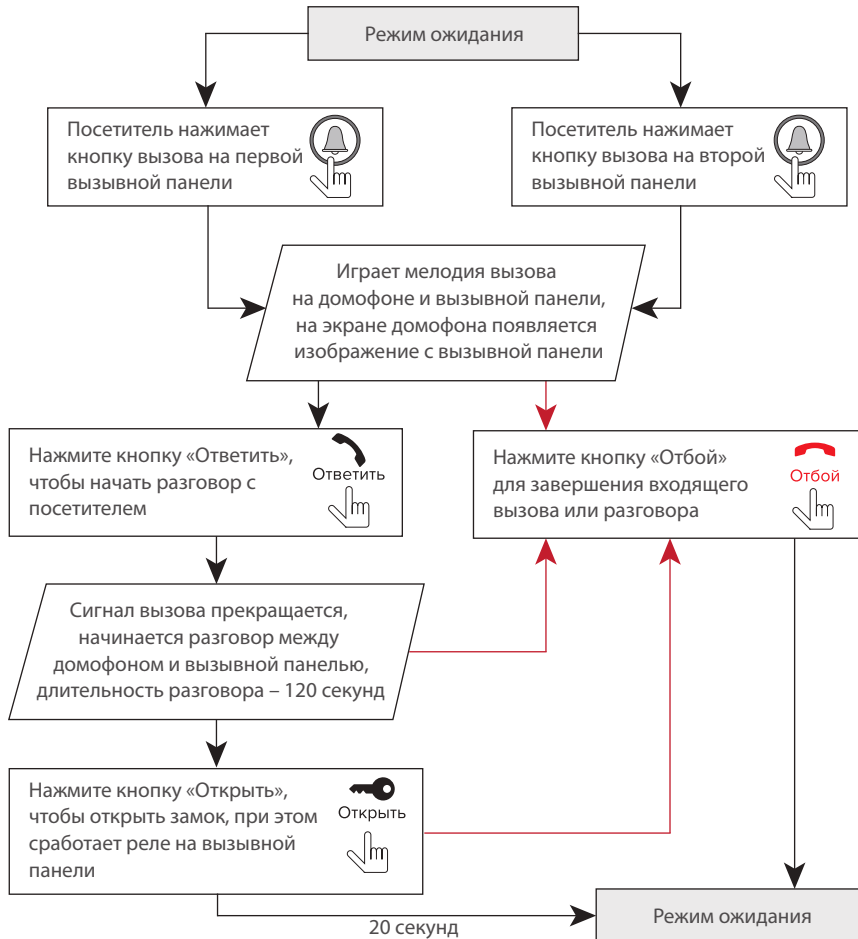 Режим ожидания
Посетитель нажимает
кнопку вызова на первой
вызывной панели
Посетитель нажимает
кнопку вызова на второй
вызывной панели
Играет мелодия вызова
на домофоне и вызывной панели,
на экране домофона появляется
изображение с вызывной панели
Нажмите кнопку «Ответить»,
чтобы начать разговор с
посетителем
Ответить
Нажмите кнопку «Отбой»
для завершения входящего
вызова или разговора
Отбой
Сигнал вызова прекращается,
начинается разговор между
домофоном и вызывной панелью,
длительность разговора – 120 секунд
Нажмите кнопку «Открыть»,
чтобы открыть замок, при этом
сработает реле на вызывной
панели
Открыть
20 секунд
Режим ожидания